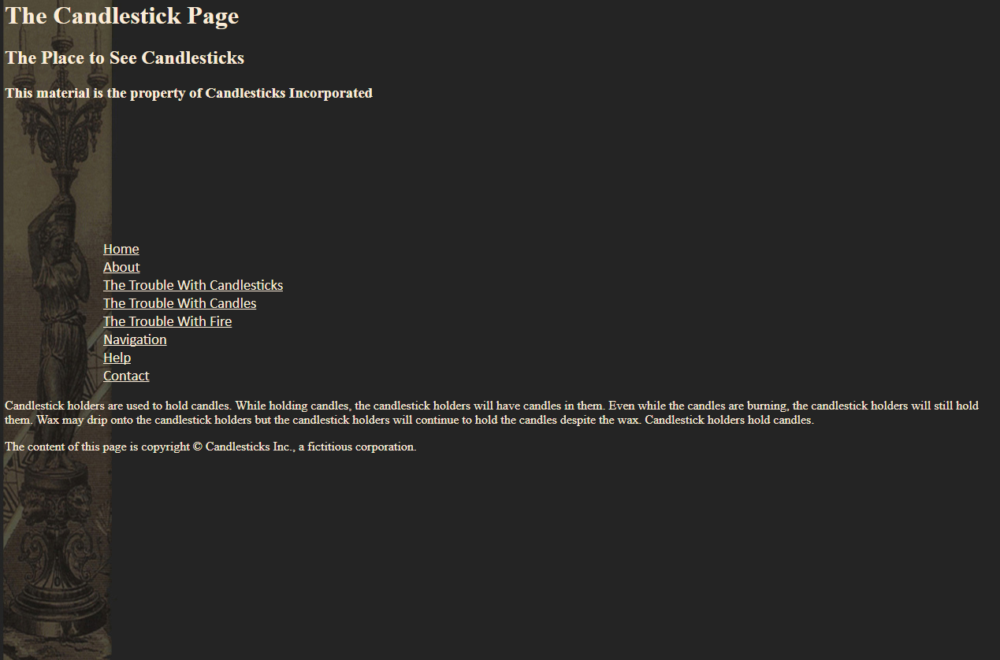 The Candlestick Page
The Place to See Candlesticks
This material is the property of Candlesticks Incorporated
Home
About
The Trouble With Candlesticks
The Trouble With Candles
The Trouble With Fire
Navigation
Help
Contact
Candlestick holders are used to hold candles. While holding candles, the candlestick holders will have candles in them. Even while the candles are burning, the candlestick holders will still hold
them. Wax may drip onto the candlestick holders but the candlestick holders will continue to hold the candles despite the wax. Candlestick holders hold candles.
The content of this page is copyright © Candlesticks Inc., a fictitious corporation.